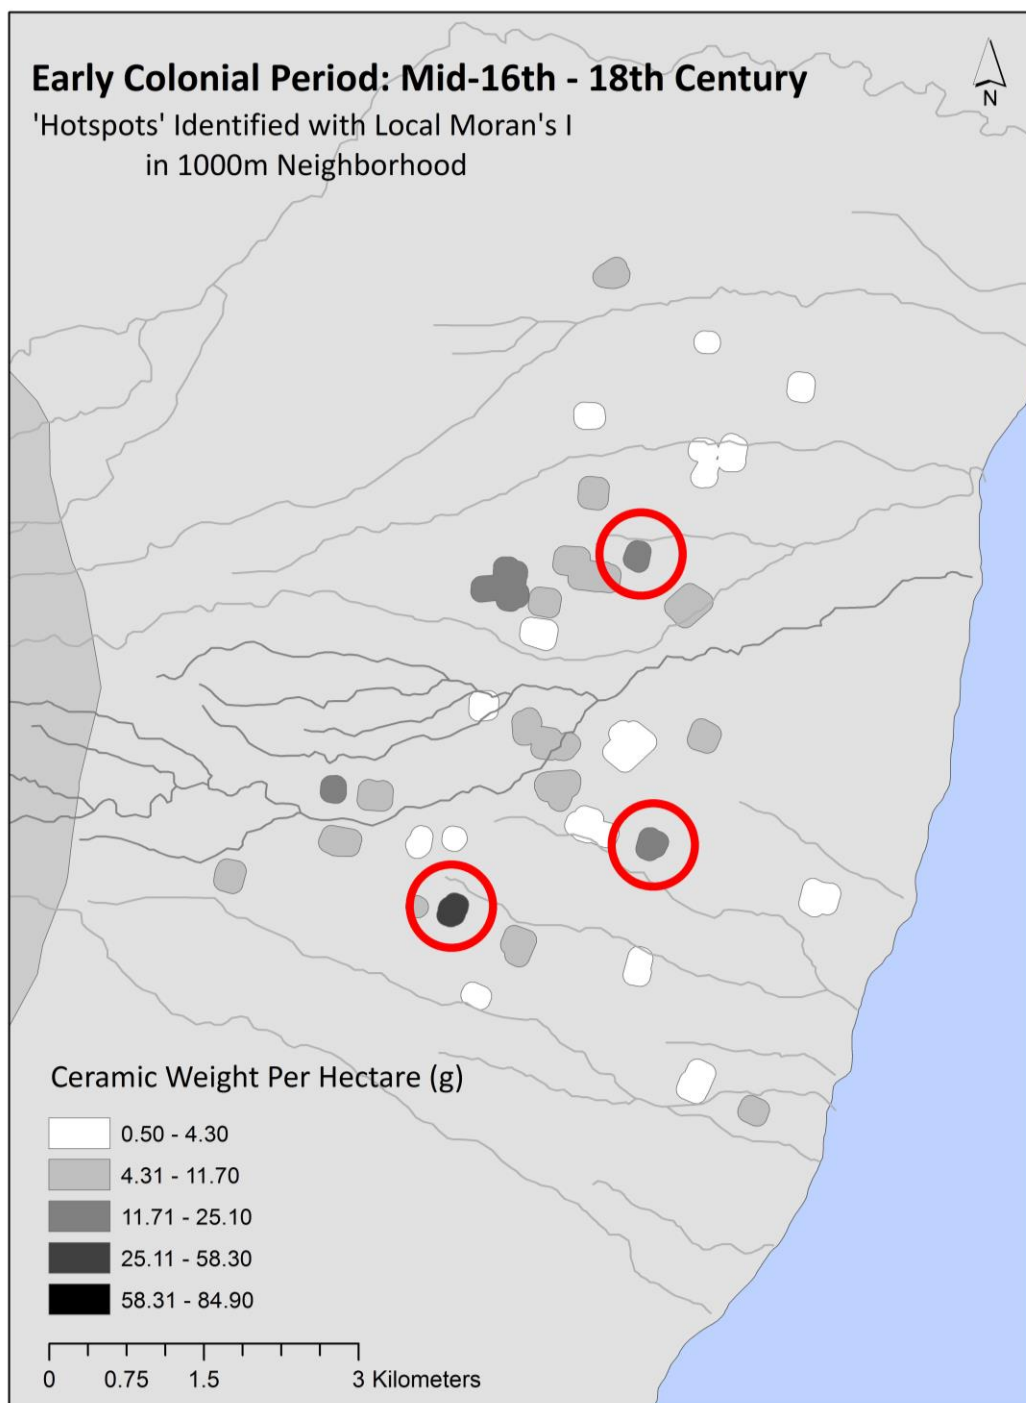 Early Colonial Period: Mid-16th - 18th Century
'Hotspots' Identified with Local Moran's I
in 1000m Neighborhood
N
Ceramic Weight Per Hectare (g)
0.50 - 4.30
4.31 - 11.70
11.71 - 25.10
25.11 - 58.30
58.31 - 84.90
0 0.75 1.5 3 Kilometers